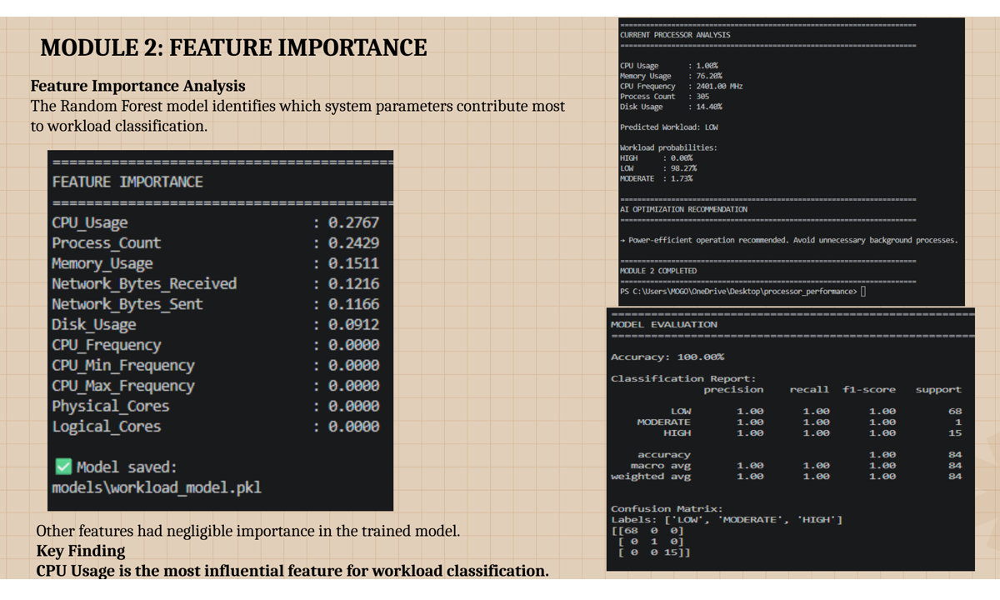 MODULE 2: FEATURE IMPORTANCE
Feature Importance Analysis
The Random Forest model identifies which system parameters contribute most
to workload classification.
==========================================
FEATURE IMPORTANCE
==========================================
CPU_Usage : 0.2767
Process_Count : 0.2429
Memory_Usage : 0.1511
Network_Bytes_Received : 0.1216
Network_Bytes_Sent : 0.1166
Disk_Usage : 0.0912
CPU_Frequency : 0.0000
CPU_Min_Frequency : 0.0000
CPU_Max_Frequency : 0.0000
Physical_Cores : 0.0000
Logical_Cores : 0.0000
✅ Model saved:
models\workload_model.pkl
Other features had negligible importance in the trained model.
Key Finding
CPU Usage is the most influential feature for workload classification.
======================================================================
CURRENT PROCESSOR ANALYSIS
======================================================================
CPU Usage : 1.00%
Memory Usage : 76.20%
CPU Frequency : 2401.00 MHz
Process Count : 305
Disk Usage : 14.40%
Predicted Workload: LOW
Workload probabilities:
HIGH : 0.00%
LOW : 98.27%
MODERATE : 1.73%
======================================================================
AI OPTIMIZATION RECOMMENDATION
======================================================================
→ Power-efficient operation recommended. Avoid unnecessary background processes.
======================================================================
MODULE 2 COMPLETED
======================================================================
PS C:\Users\MOGO\OneDrive\Desktop\processor_performance>
======================================================
MODEL EVALUATION
======================================================
Accuracy: 100.00%
Classification Report:
precision recall f1-score support
LOW 1.00 1.00 1.00 68
MODERATE 1.00 1.00 1.00 1
HIGH 1.00 1.00 1.00 15
accuracy 1.00 84
macro avg 1.00 1.00 1.00 84
weighted avg 1.00 1.00 1.00 84
Confusion Matrix:
Labels: ['LOW', 'MODERATE', 'HIGH']
[[68 0 0]
[ 0 1 0]
[ 0 0 15]]